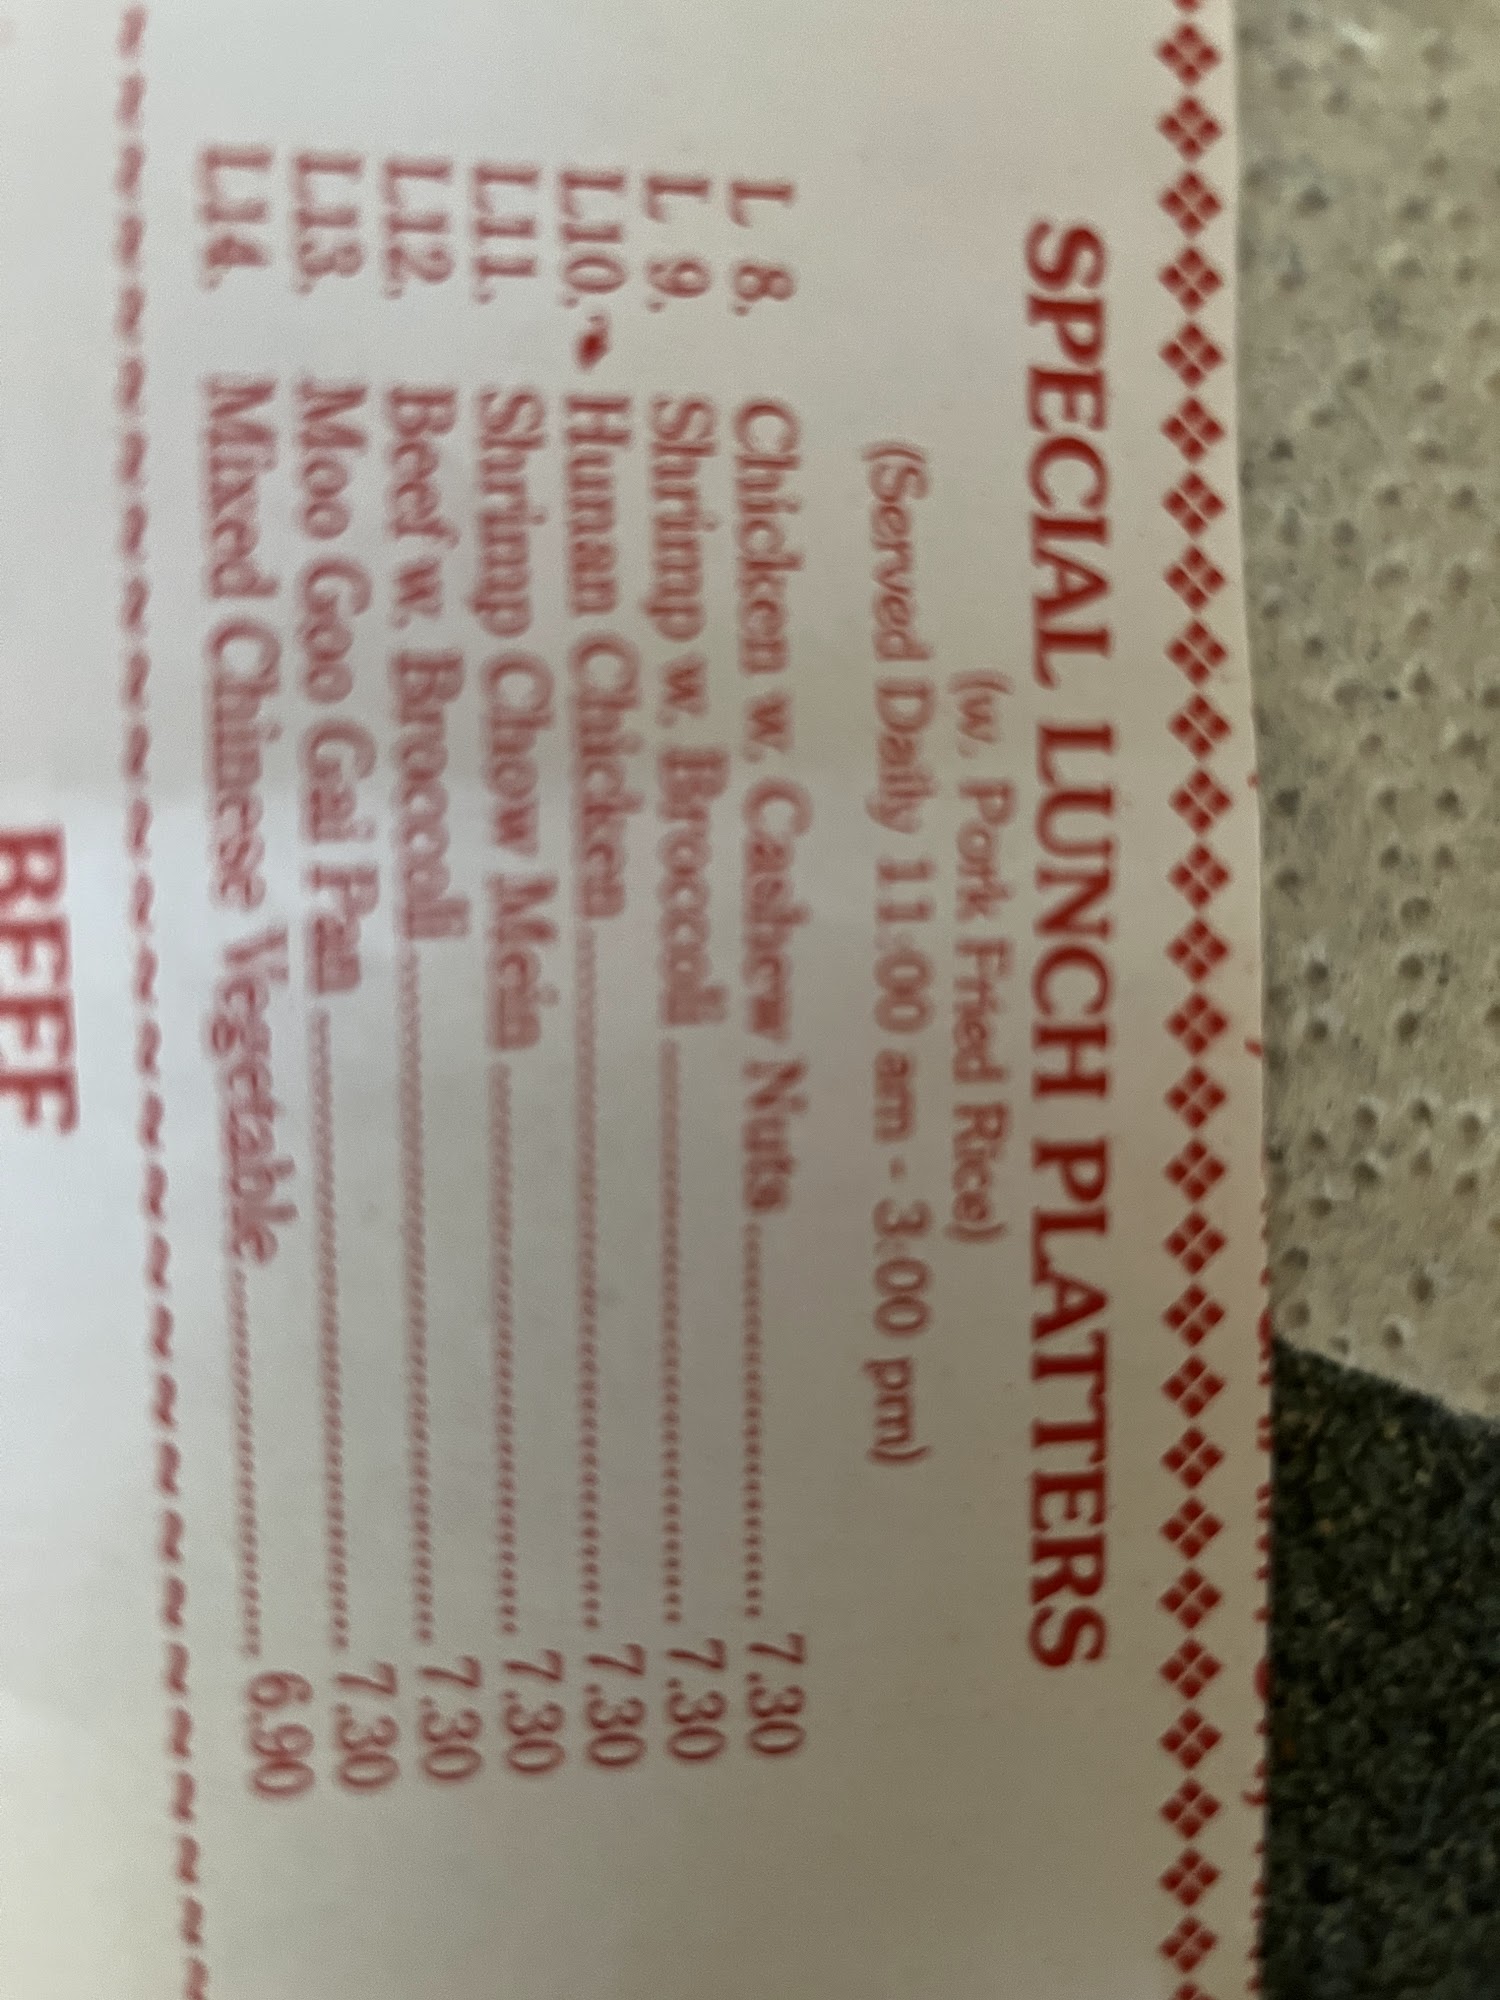 SPECIAL LUNCH PLATTERS
(w. Pork Fried Rice)
(Served Daily 11:00 am - 3:00 pm)
L 8. Chicken w. Cashew Nuts 7.30
L 9. Shrimp w. Broccoli 7.30
L10. Hunan Chicken 7.30
L11. Shrimp Chow Mein 7.30
L12. Beef w. Broccoli 7.30
L13. Moo Goo Gai Pan 7.30
L14. Mixed Chinese Vegetable 6.90
BEEF